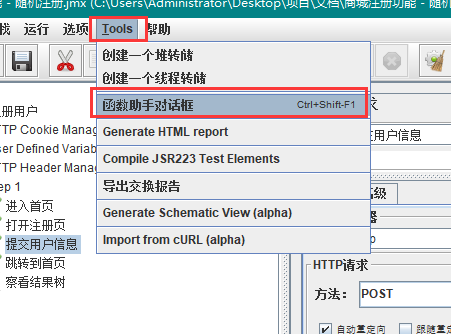 随机注册.jmx (C:\Users\Administrator\Desktop\项目\文档\商城注册功能 - 随机
运行 选项 Tools
创建一个堆转储
创建一个线程转储
函数助手对话框 Ctrl+Shift-F1
Generate HTML report
Compile JSR223 Test Elements
导出交换报告
Generate Schematic View (alpha)
Import from cURL (alpha)
注册用户
TTP Cookie Manag
ser Defined Variab
TTP Header Manag
ep 1
进入首页
打开注册页
提交用户信息
跳转到首页
察看结果树
求
用户信息
高级
器
p
HTTP请求
方法: POST
自动重定向 跟随重定